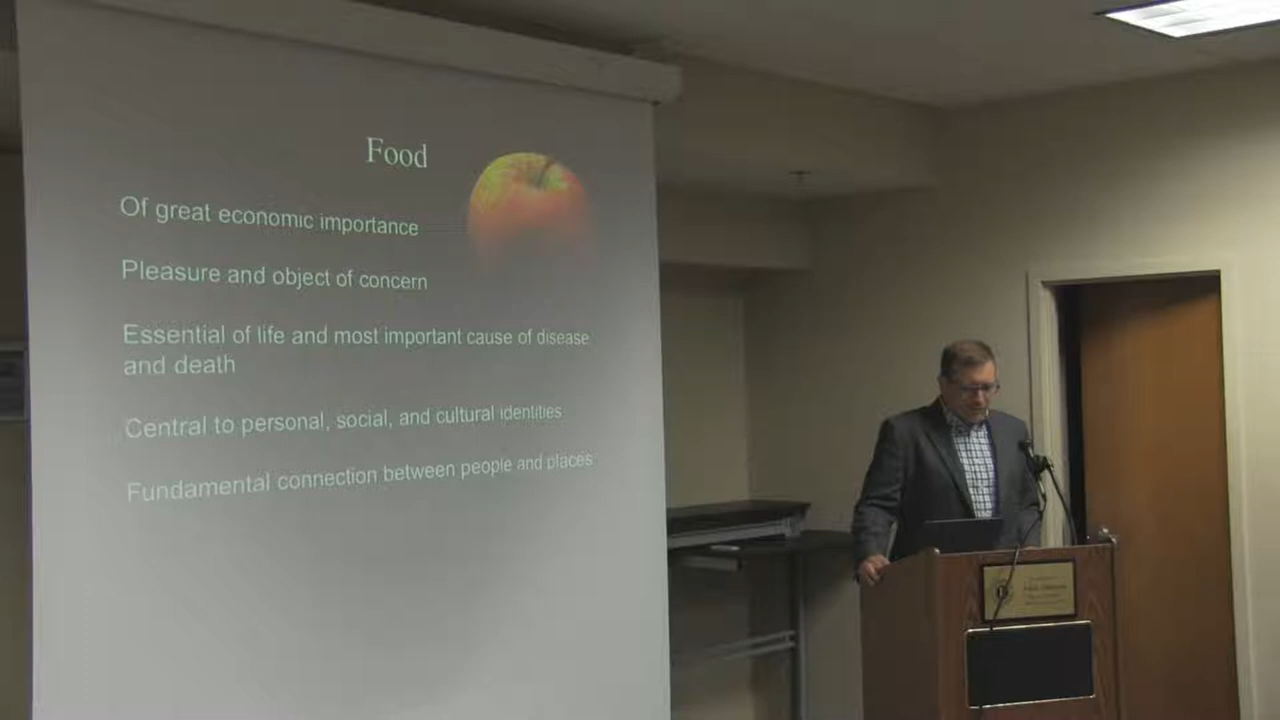 Food
Of great economic importance
Pleasure and object of concern
Essential of life and most important cause of disease
and death
Central to personal, social, and cultural identities
Fundamental connection between people and places